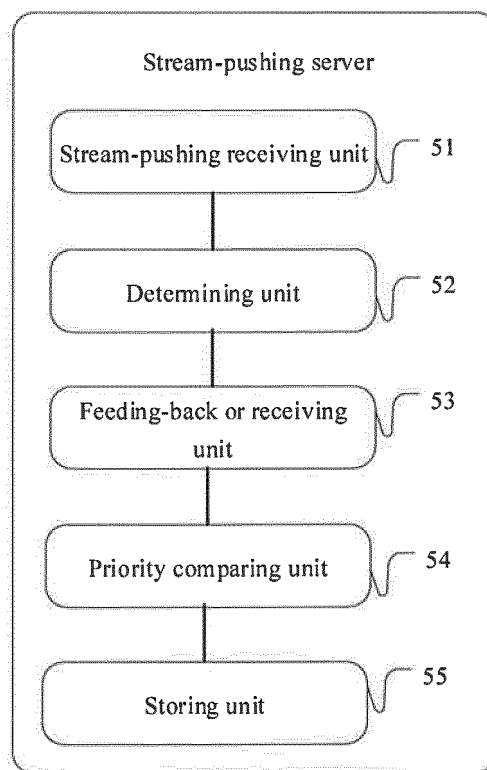 Stream-pushing server
Stream-pushing receiving unit
51
Determining unit
52
Feeding-back or receiving
unit
53
Priority comparing unit
54
Storing unit
55